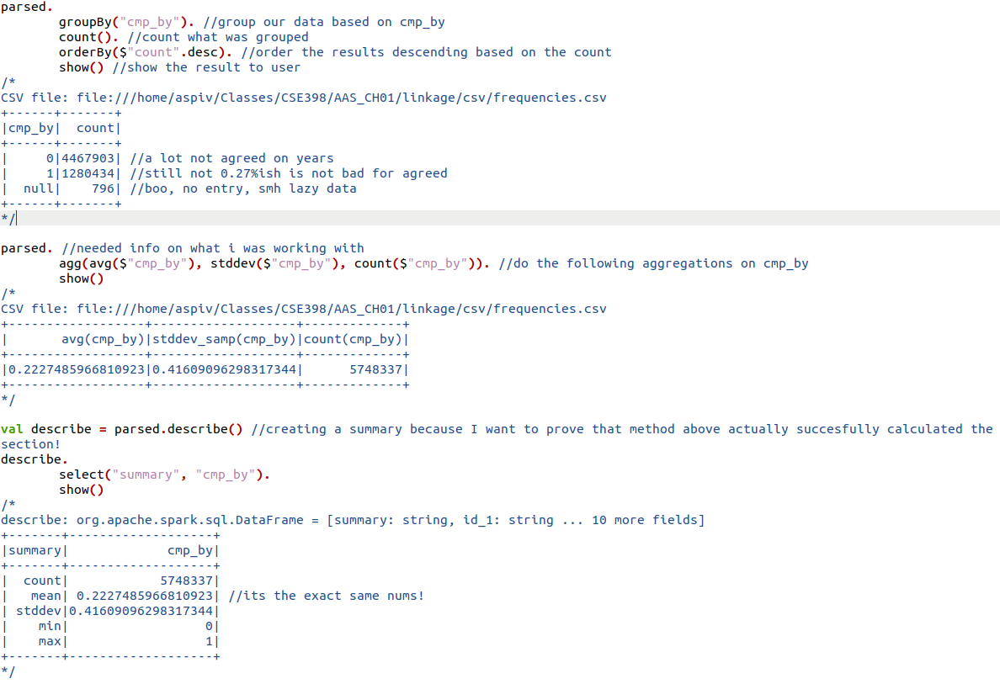 parsed.
        groupBy("cmp_by"). //group our data based on cmp_by
        count(). //count what was grouped
        orderBy($"count".desc). //order the results descending based on the count
        show() //show the result to user
/*
CSV file: file:///home/aspiv/Classes/CSE398/AAS_CH01/linkage/csv/frequencies.csv
+------+-------+
|cmp_by|  count|
+------+-------+
|     0|4467903| //a lot not agreed on years
|     1|1280434| //still not 0.27%ish is not bad for agreed
|  null|    796| //boo, no entry, smh lazy data
+------+-------+
*/

parsed. //needed info on what i was working with
        agg(avg($"cmp_by"), stddev($"cmp_by"), count($"cmp_by")). //do the following aggregations on cmp_by
        show()
/*
CSV file: file:///home/aspiv/Classes/CSE398/AAS_CH01/linkage/csv/frequencies.csv
+------------------+-------------------+-------------+
|       avg(cmp_by)|stddev_samp(cmp_by)|count(cmp_by)|
+------------------+-------------------+-------------+
|0.2227485966810923|0.41609096298317344|      5748337|
+------------------+-------------------+-------------+
*/

val describe = parsed.describe() //creating a summary because I want to prove that method above actually succesfully calculated the
section!
describe.
        select("summary", "cmp_by").
        show()
/*
describe: org.apache.spark.sql.DataFrame = [summary: string, id_1: string ... 10 more fields]
+-------+-------------------+
|summary|             cmp_by|
+-------+-------------------+
|  count|            5748337|
|   mean| 0.2227485966810923| //its the exact same nums!
| stddev|0.41609096298317344|
|    min|                  0|
|    max|                  1|
+-------+-------------------+
*/